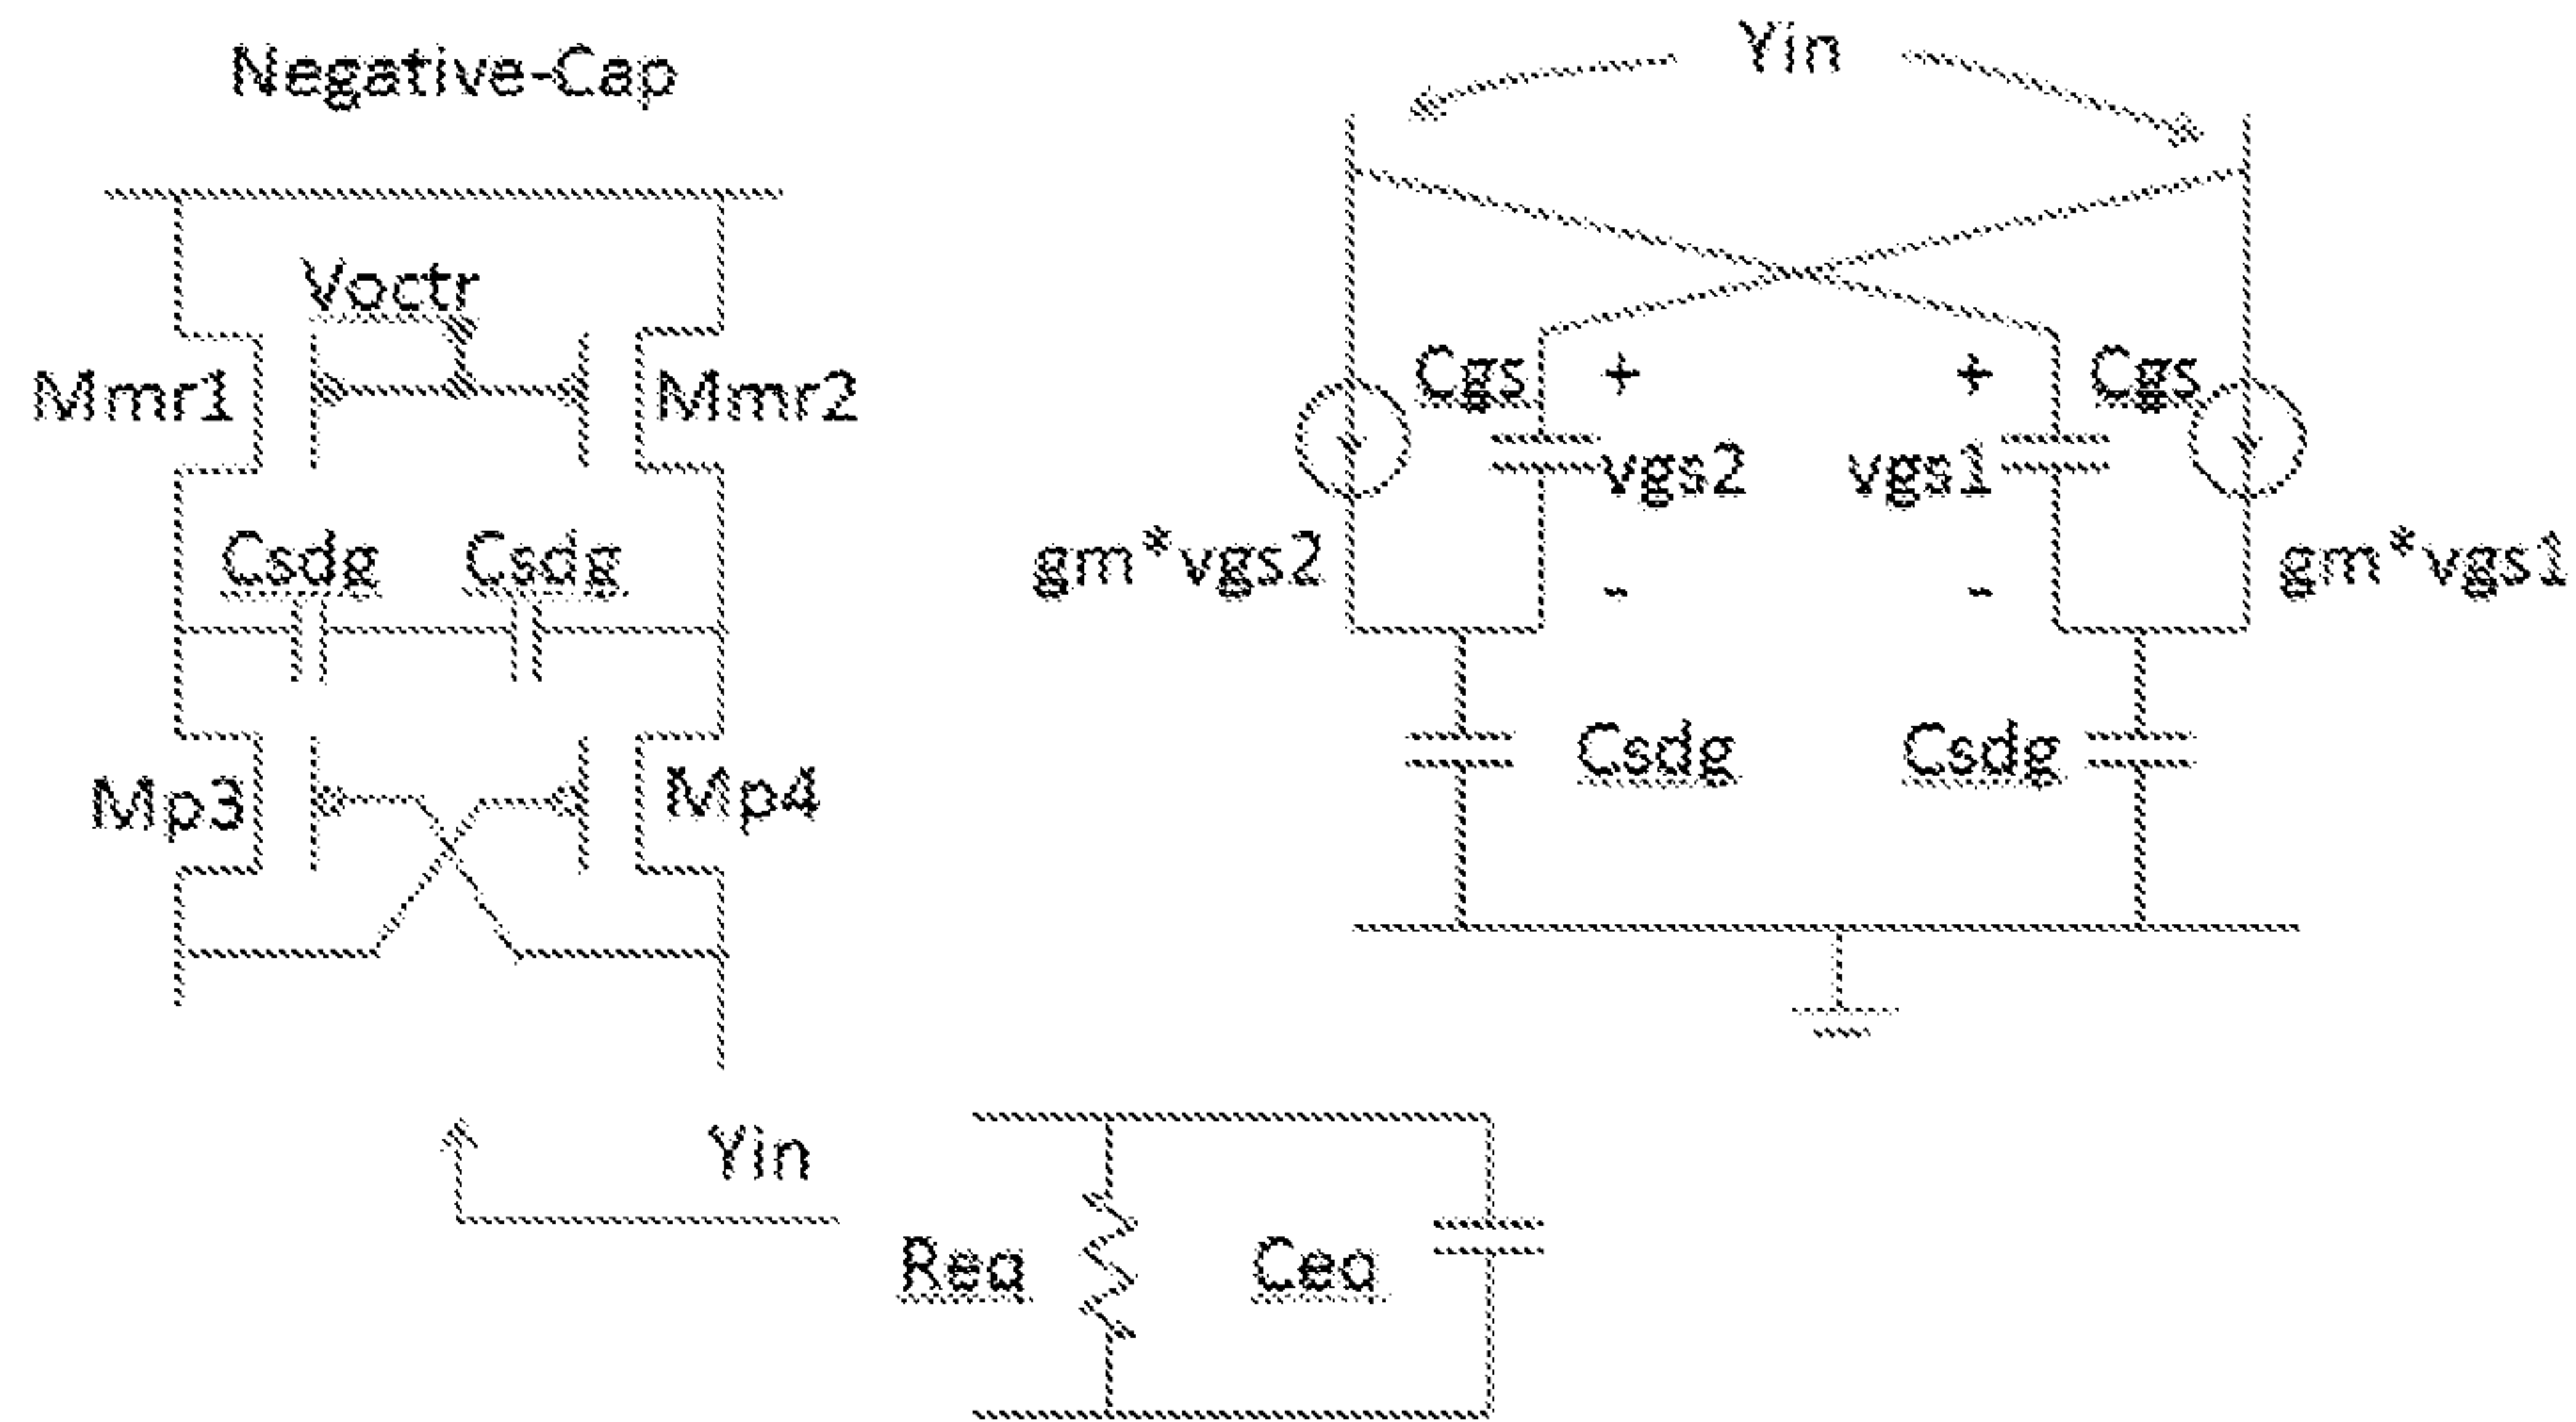 Negative-Cap
Yin
Voctr
Mmr1
Mmr2
Cgs
+
+
Cgs
vgs2
vgs1
Csdg
Csdg
gm*vgs2
-
-
gm*vgs1
Csdg
Csdg
Mp3
Mp4
Yin
Req
Ceq